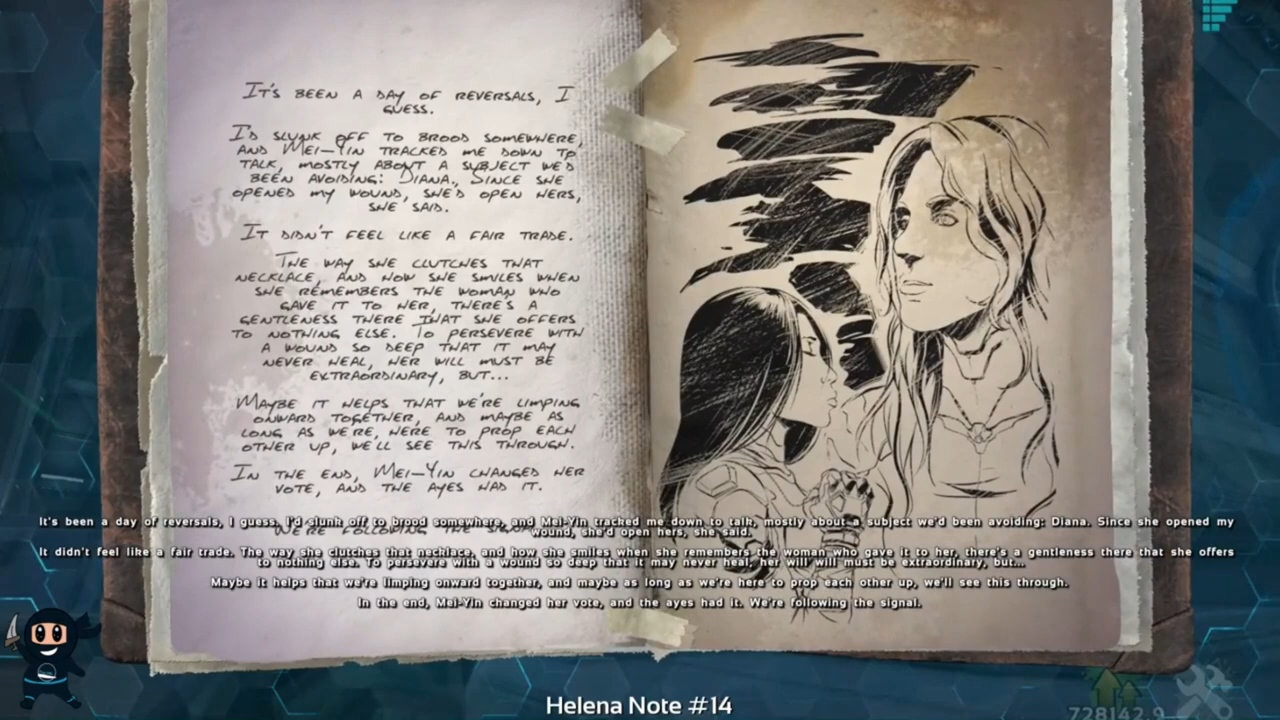 IT'S BEEN A DAY OF REVERSALS, I
GUESS.
I'D SLUNK OFF TO BROOD SOMEWHERE,
AND MEI-YIN TRACKED ME DOWN TO
TALK, MOSTLY ABOUT A SUBJECT WE'D
BEEN AVOIDING: DIANA. SINCE SHE
OPENED MY WOUND, SHE'D OPEN HERS,
SHE SAID.
IT DIDN'T FEEL LIKE A FAIR TRADE.
THE WAY SHE CLUTCHES THAT
NECKLACE, AND HOW SHE SMILES WHEN
SHE REMEMBERS THE WOMAN WHO
GAVE IT TO HER, THERE'S A
GENTLENESS THERE THAT SHE OFFERS
TO NOTHING ELSE. TO PERSEVERE WITH
A WOUND SO DEEP THAT IT MAY
NEVER HEAL, HER WILL MUST BE
EXTRAORDINARY, BUT...
MAYBE IT HELPS THAT WE'RE LIMPING
ONWARD TOGETHER, AND MAYBE AS
LONG AS WE'RE, HERE TO PROP EACH
OTHER UP, WE'LL SEE THIS THROUGH.
IN THE END, MEI-YIN CHANGED HER
VOTE, AND THE AYES HAD IT.
WE'RE FOLLOWING THE SIGNAL.
It's been a day of reversals, I guess. I'd slunk off to brood somewhere, and Mei-Yin tracked me down to talk, mostly about a subject we'd been avoiding: Diana. Since she opened my
wound, she'd open hers, she said.
It didn't feel like a fair trade. The way she clutches that necklace, and how she smiles when she remembers the woman who gave it to her, there's a gentleness there that she offers
to nothing else. To persevere with a wound so deep that it may never heal, her will will must be extraordinary, but...
Maybe it helps that we're limping onward together, and maybe as long as we're here to prop each other up, we'll see this through.
In the end, Mei-Yin changed her vote, and the ayes had it. We're following the signal.
Helena Note #14
728142.9